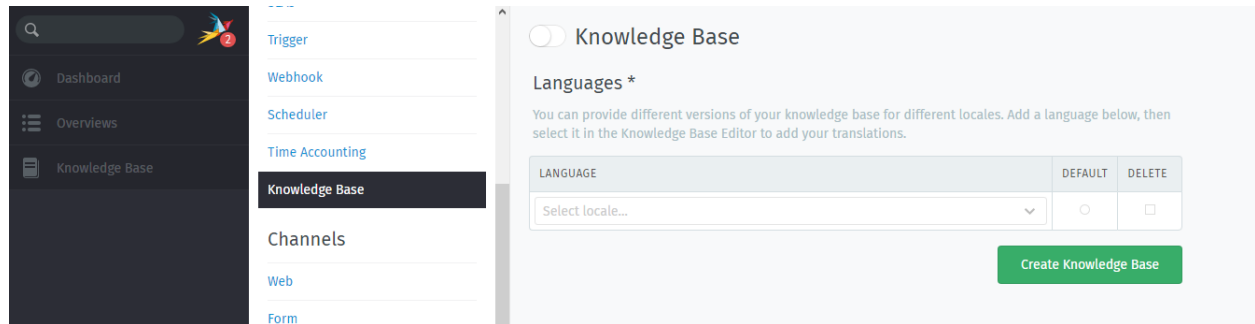 2
Dashboard
Overviews
Knowledge Base
Trigger
Webhook
Scheduler
Time Accounting
Knowledge Base
Channels
Web
Form
Knowledge Base
Languages *
You can provide different versions of your knowledge base for different locales. Add a language below, then
select it in the Knowledge Base Editor to add your translations.
LANGUAGE DEFAULT DELETE
Select locale...
Create Knowledge Base